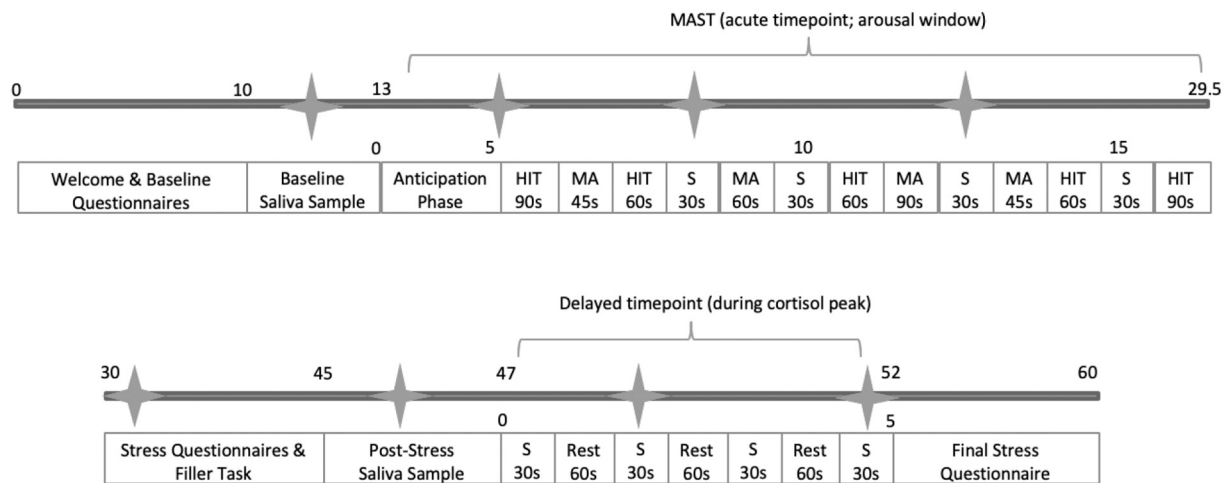 MAST (acute timepoint; arousal window)
0 10 13 29.5
0 5 10 15
Welcome & Baseline Questionnaires
Baseline Saliva Sample
Anticipation Phase
HIT 90s
MA 45s
HIT 60s
S 30s
MA 60s
S 30s
HIT 60s
MA 90s
S 30s
MA 45s
HIT 60s
S 30s
HIT 90s
Delayed timepoint (during cortisol peak)
30 45 47 52 60
0 5
Stress Questionnaires & Filler Task
Post-Stress Saliva Sample
S 30s
Rest 60s
S 30s
Rest 60s
S 30s
Rest 60s
S 30s
Final Stress Questionnaire